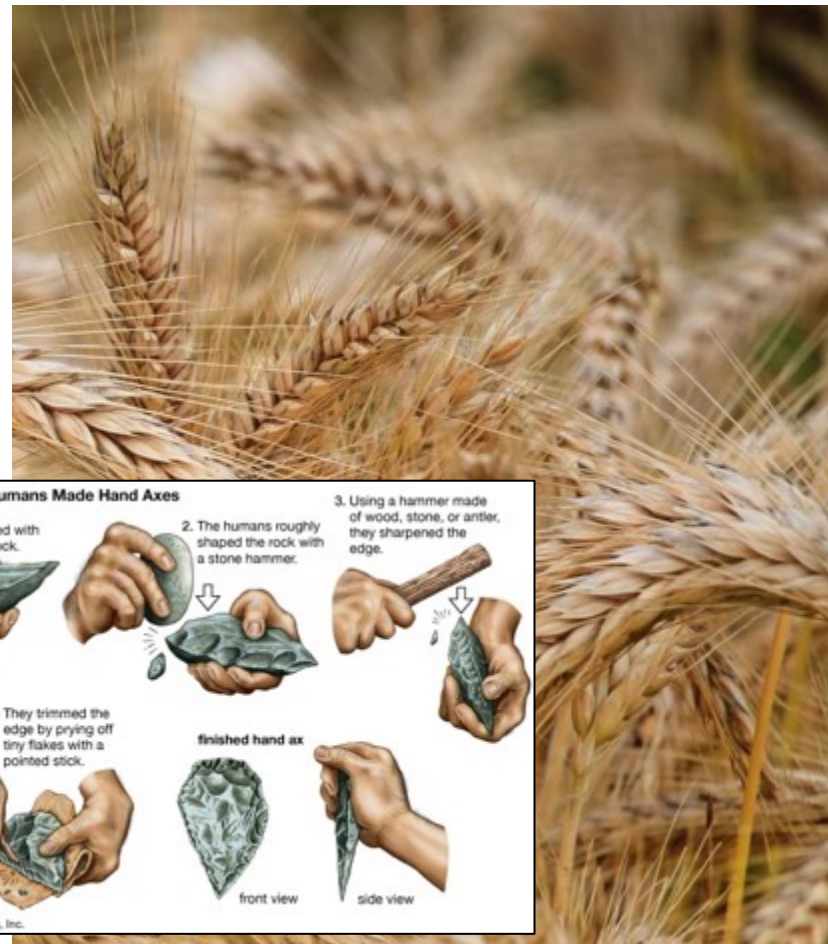 umans Made Hand Axes
ed with
ck.
2. The humans roughly
shaped the rock with
a stone hammer.
3. Using a hammer made
of wood, stone, or antler,
they sharpened the
edge.
They trimmed the
edge by prying off
tiny flakes with a
pointed stick.
finished hand ax
front view
side view
, Inc.